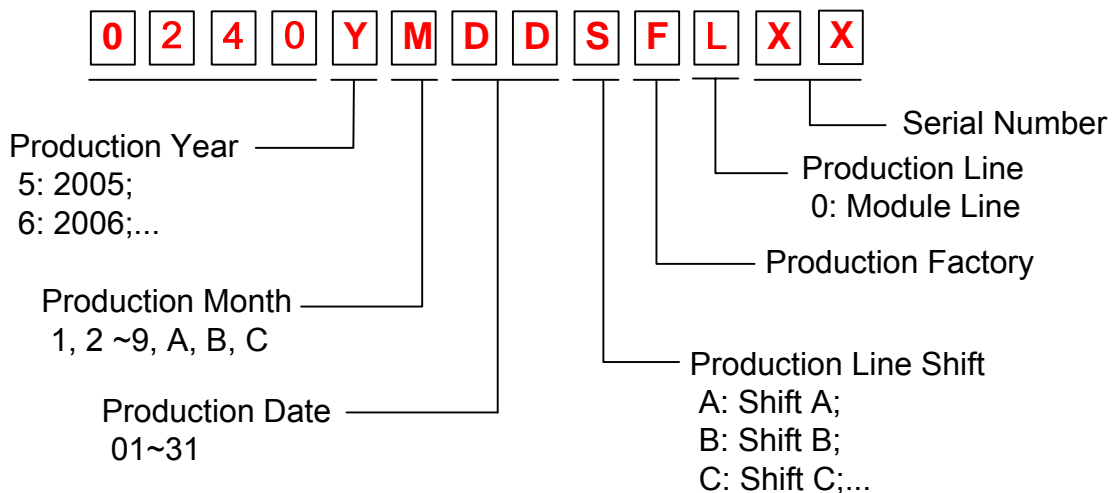 0 2 4 0 Y M D D S F L X X
Serial Number
Production Year
5: 2005;
6: 2006;...
Production Line
0: Module Line
Production Factory
Production Month
1, 2 ~9, A, B, C
Production Line Shift
A: Shift A;
B: Shift B;
C: Shift C;...
Production Date
01~31